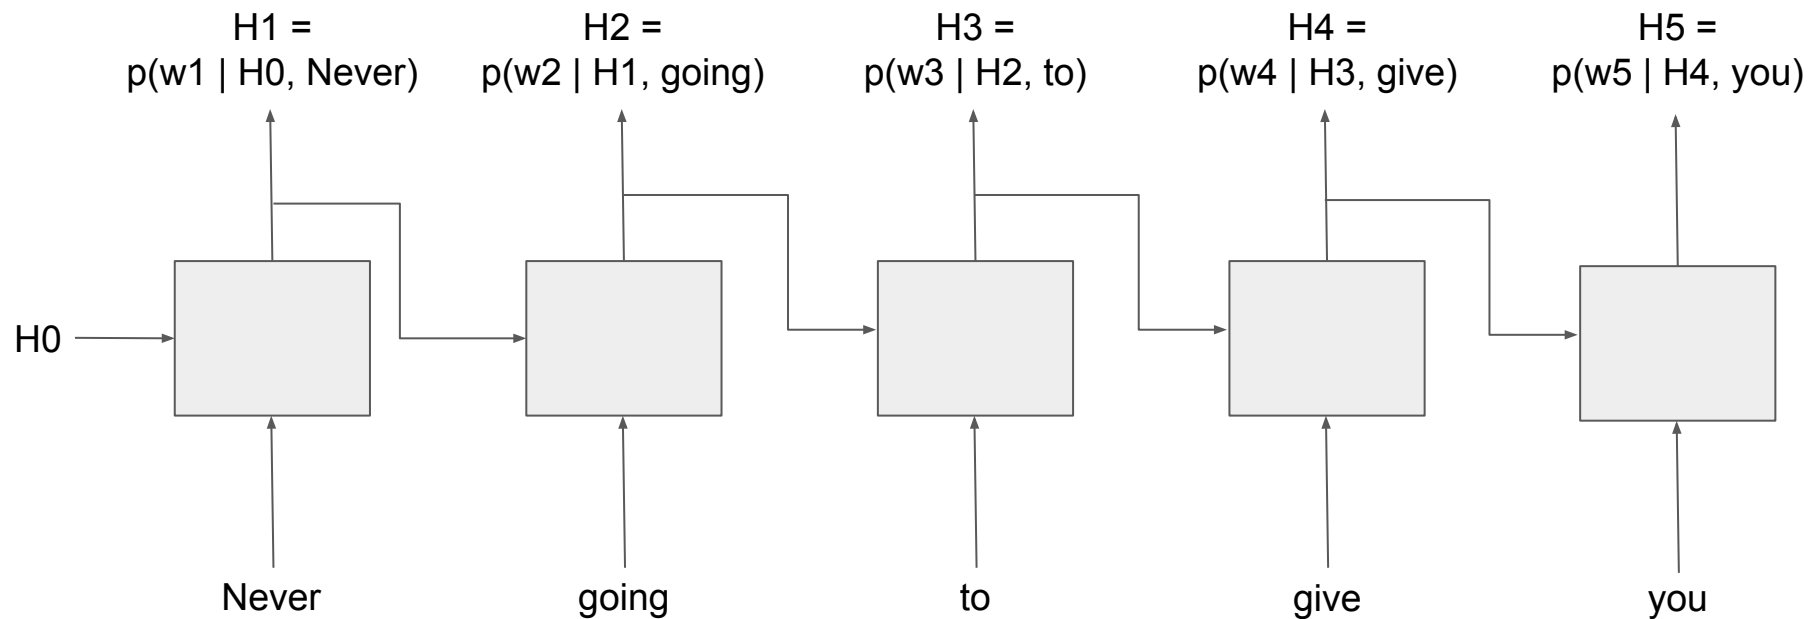 H1 =
p(w1 | H0, Never)
H2 =
p(w2 | H1, going)
H3 =
p(w3 | H2, to)
H4 =
p(w4 | H3, give)
H5 =
p(w5 | H4, you)
H0
Never
going
to
give
you